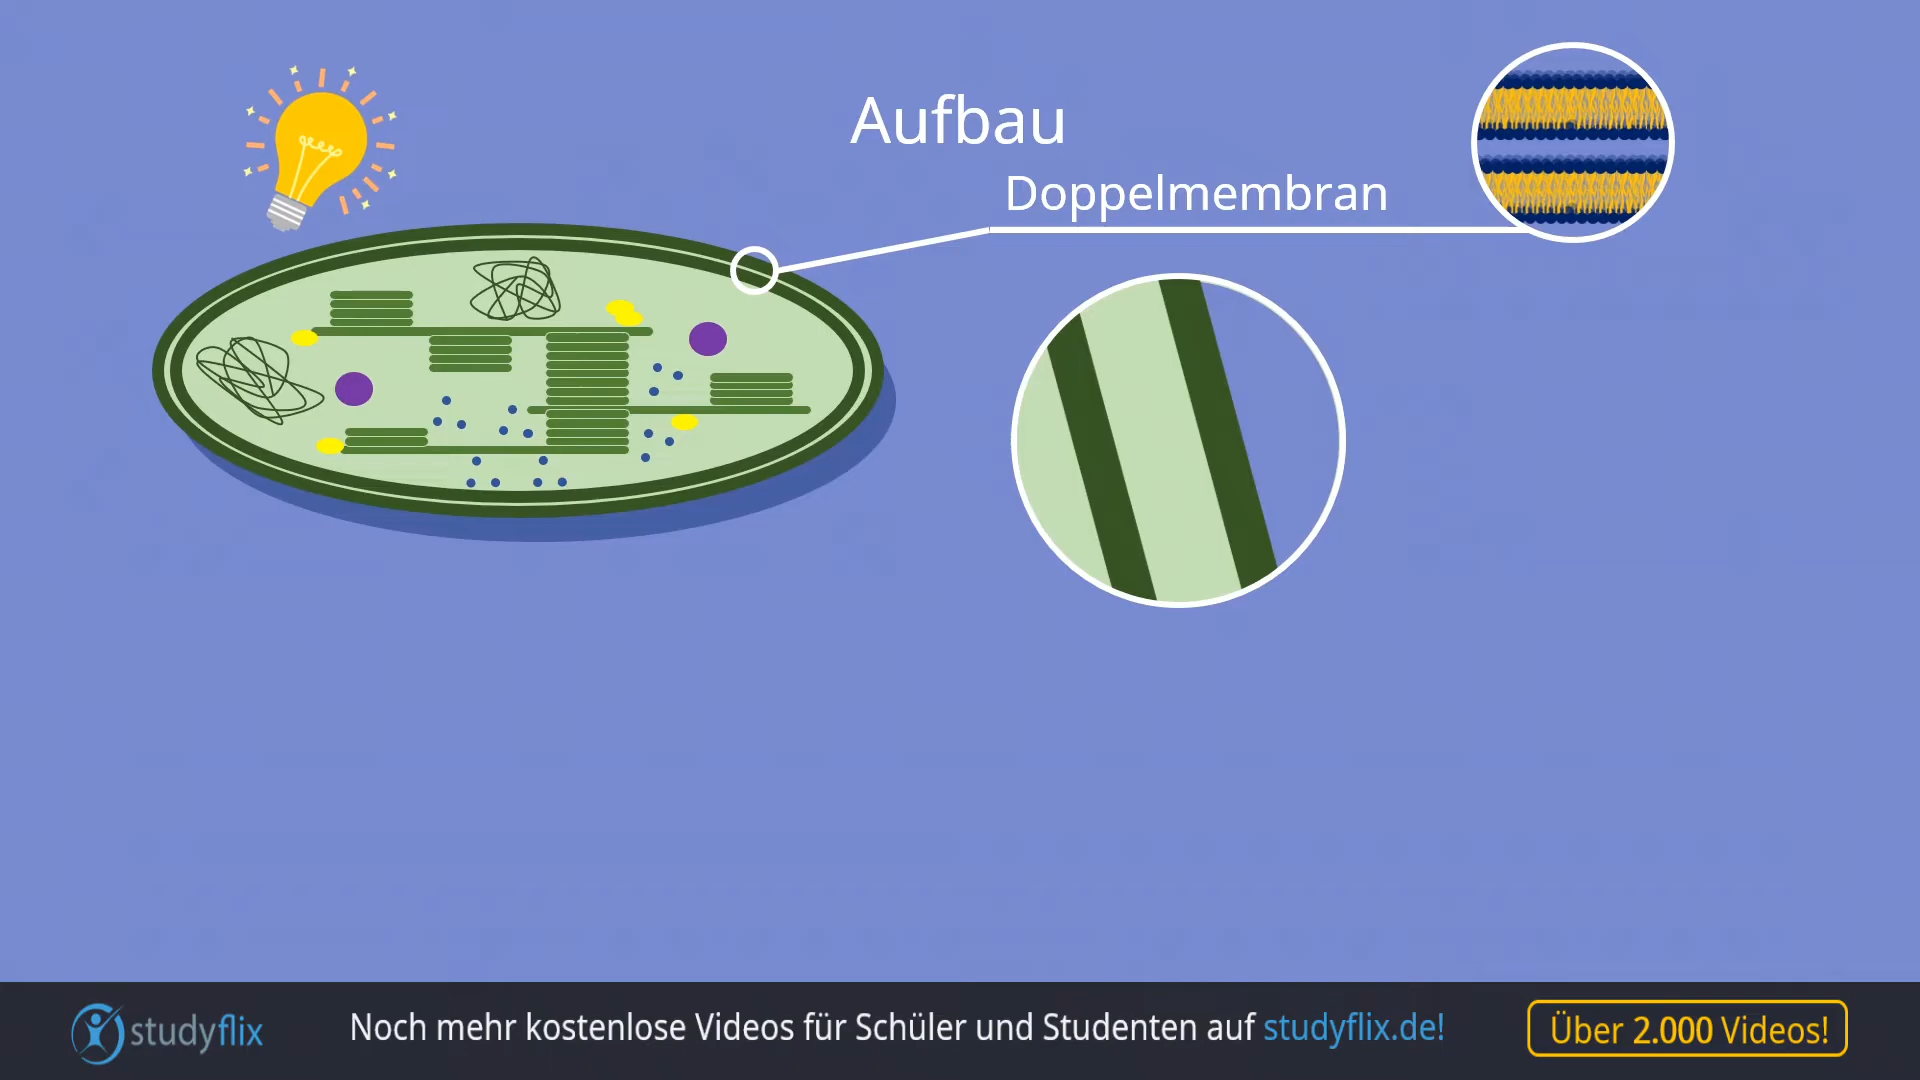 Aufbau
Doppelmembran
studyflix
Noch mehr kostenlose Videos für Schüler und Studenten auf studyflix.de!
Über 2.000 Videos!